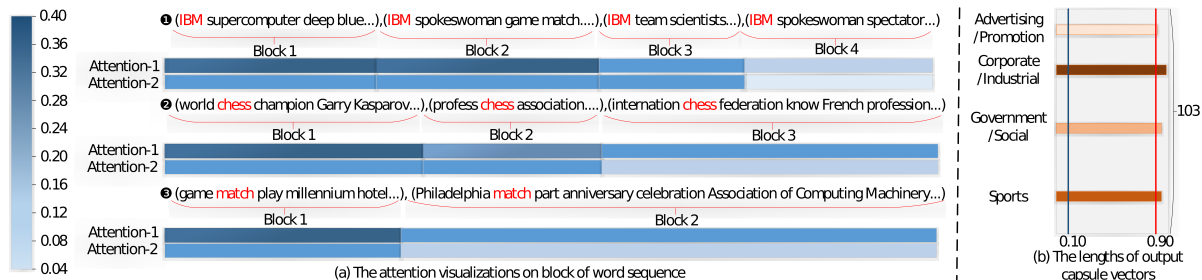 0.40
0.36
0.32
0.28
0.24
0.20
0.16
0.12
0.08
0.04
❶ (IBM supercomputer deep blue...),(IBM spokeswoman game match....),(IBM team scientists...),(IBM spokeswoman spectator...)
Block 1 Block 2 Block 3 Block 4
Attention-1
Attention-2
❷ (world chess champion Garry Kasparov...),(profess chess association....),(internation chess federation know French profession...)
Block 1 Block 2 Block 3
Attention-1
Attention-2
❸ (game match play millennium hotel...), (Philadelphia match part anniversary celebration Association of Computing Machinery...)
Block 1 Block 2
Attention-1
Attention-2
(a) The attention visualizations on block of word sequence
Advertising
/Promotion
Corporate
/Industrial
Government
/Social
Sports
103
0.10 0.90
(b) The lengths of output
capsule vectors